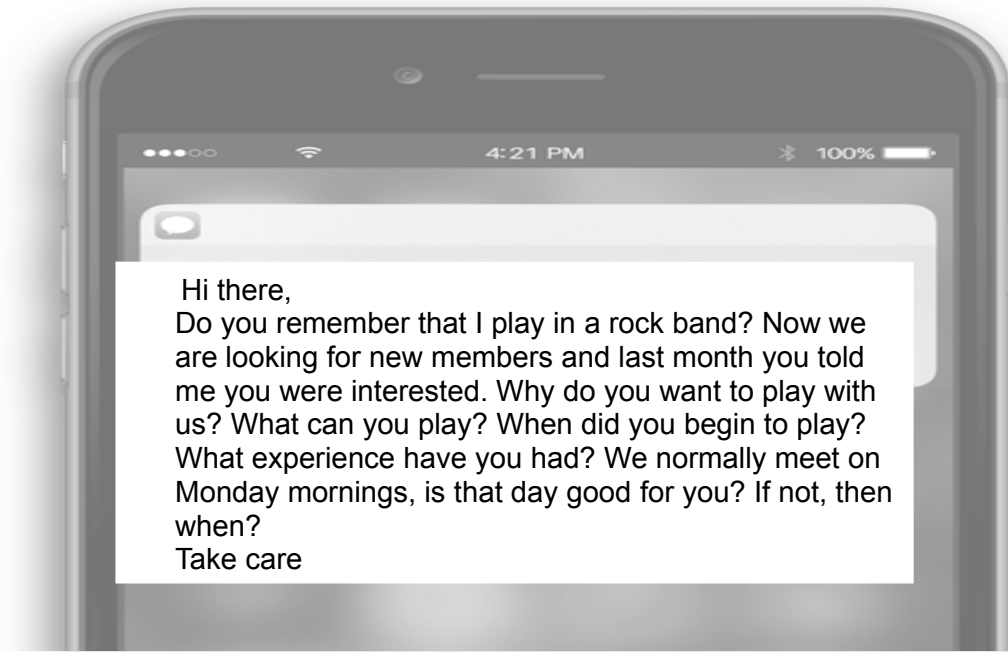 4:21 PM 100%
Hi there,
Do you remember that I play in a rock band? Now we
are looking for new members and last month you told
me you were interested. Why do you want to play with
us? What can you play? When did you begin to play?
What experience have you had? We normally meet on
Monday mornings, is that day good for you? If not, then
when?
Take care